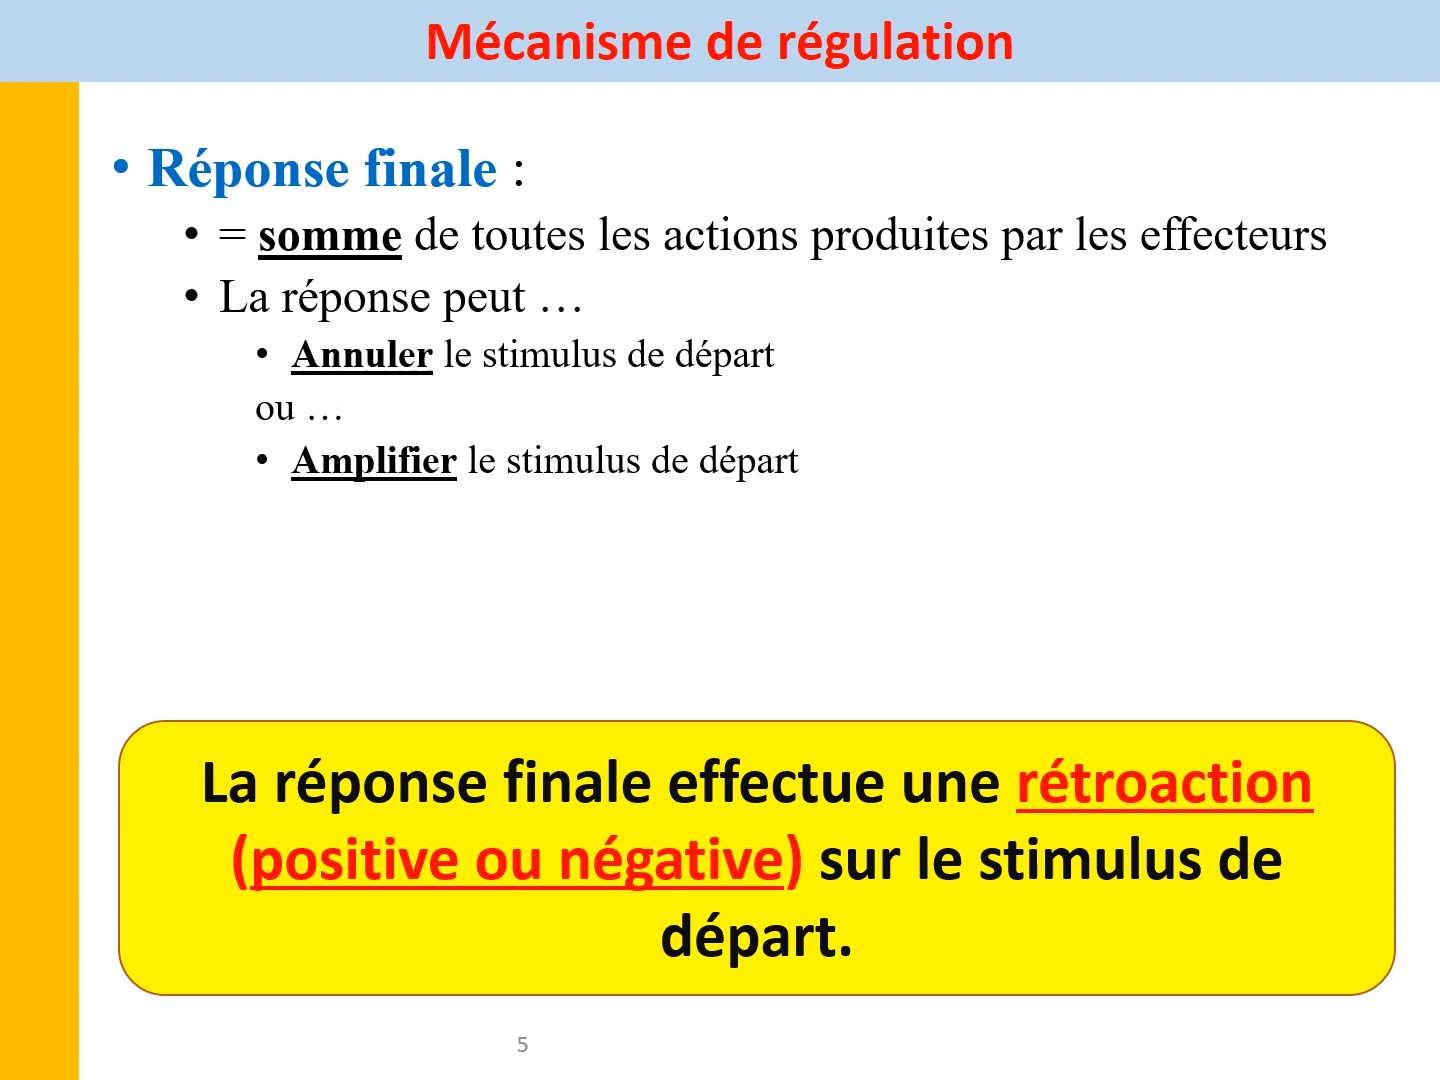 Mécanisme de régulation
• Réponse finale :
• = somme de toutes les actions produites par les effecteurs
• La réponse peut …
• Annuler le stimulus de départ
ou …
• Amplifier le stimulus de départ
La réponse finale effectue une rétroaction
(positive ou négative) sur le stimulus de
départ.
5